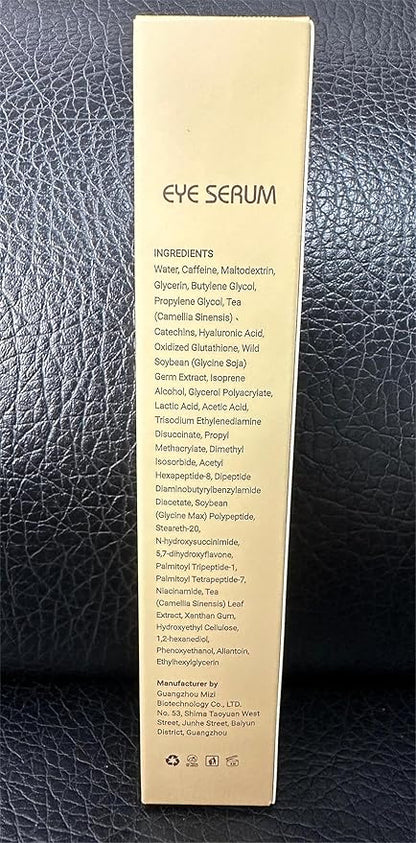 EYE SERUM
INGREDIENTS
Water, Caffeine, Maltodextrin,
Glycerin, Butylene Glycol,
Propylene Glycol, Tea
(Camellia Sinensis) 、
Catechins, Hyaluronic Acid,
Oxidized Glutathione, Wild
Soybean (Glycine Soja)
Germ Extract, Isoprene
Alcohol, Glycerol Polyacrylate,
Lactic Acid, Acetic Acid,
Trisodium Ethylenediamine
Disuccinate, Propyl
Methacrylate, Dimethyl
Isosorbide, Acetyl
Hexapeptide-8, Dipeptide
Diaminobutyrylbenzylamide
Diacetate, Soybean
(Glycine Max) Polypeptide,
Steareth-20,
N-hydroxysuccinimide,
5,7-dihydroxyflavone,
Palmitoyl Tripeptide-1,
Palmitoyl Tetrapeptide-7,
Niacinamide, Tea
(Camellia Sinensis) Leaf
Extract, Xanthan Gum,
Hydroxyethyl Cellulose,
1,2-hexanediol,
Phenoxyethanol, Allantoin,
Ethylhexylglycerin
Manufacturer by
Guangzhou Mizi
Biotechnology Co., LTD.
No. 53, Shima Taoyuan West
Street, Junhe Street, Baiyun
District, Guangzhou